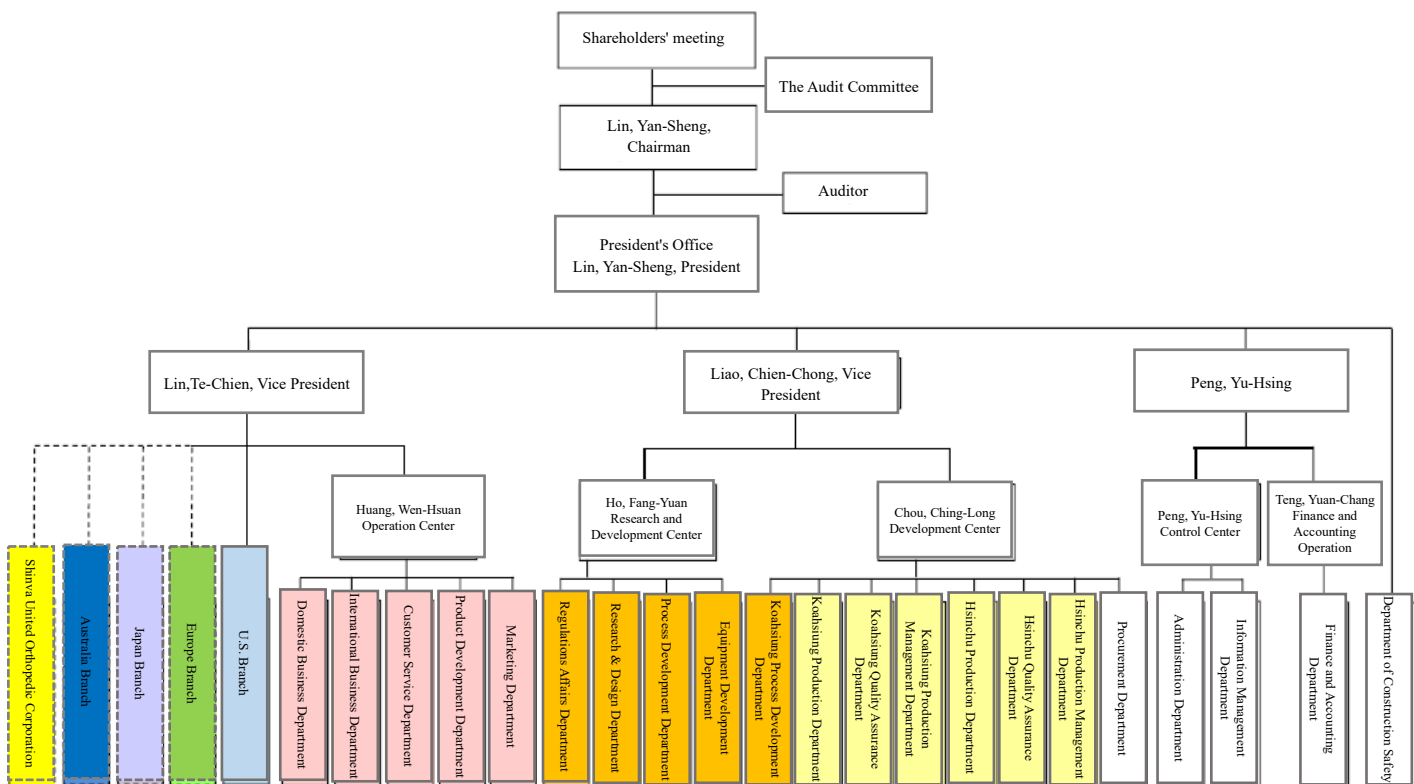 Shareholders' meeting
The Audit Committee
Lin, Yan-Sheng,
Chairman
Auditor
President's Office
Lin, Yan-Sheng, President
Lin,Te-Chien, Vice President
Liao, Chien-Chong, Vice
President
Peng, Yu-Hsing
Huang, Wen-Hsuan
Operation Center
Ho, Fang-Yuan
Research and
Development Center
Chou, Ching-Long
Development Center
Peng, Yu-Hsing
Control Center
Teng, Yuan-Chang
Finance and
Accounting
Operation
Shinva United Orthopedic Corporation
Australia Branch
Japan Branch
Europe Branch
U.S. Branch
Domestic Business Department
International Business Department
Customer Service Department
Product Development Department
Marketing Department
Regulations Affairs Department
Research & Design Department
Process Development Department
Equipment Development
Department
Koahsiung Process Development
Department
Koahsiung Production Department
Koahsiung Quality Assurance
Department
Koahsiung Production
Management Department
Hsinchu Production Department
Hsinchu Quality Assurance
Department
Hsinchu Production Management
Department
Procurement Department
Administration Department
Information Management
Department
Finance and Accounting
Department
Department of Construction Safety